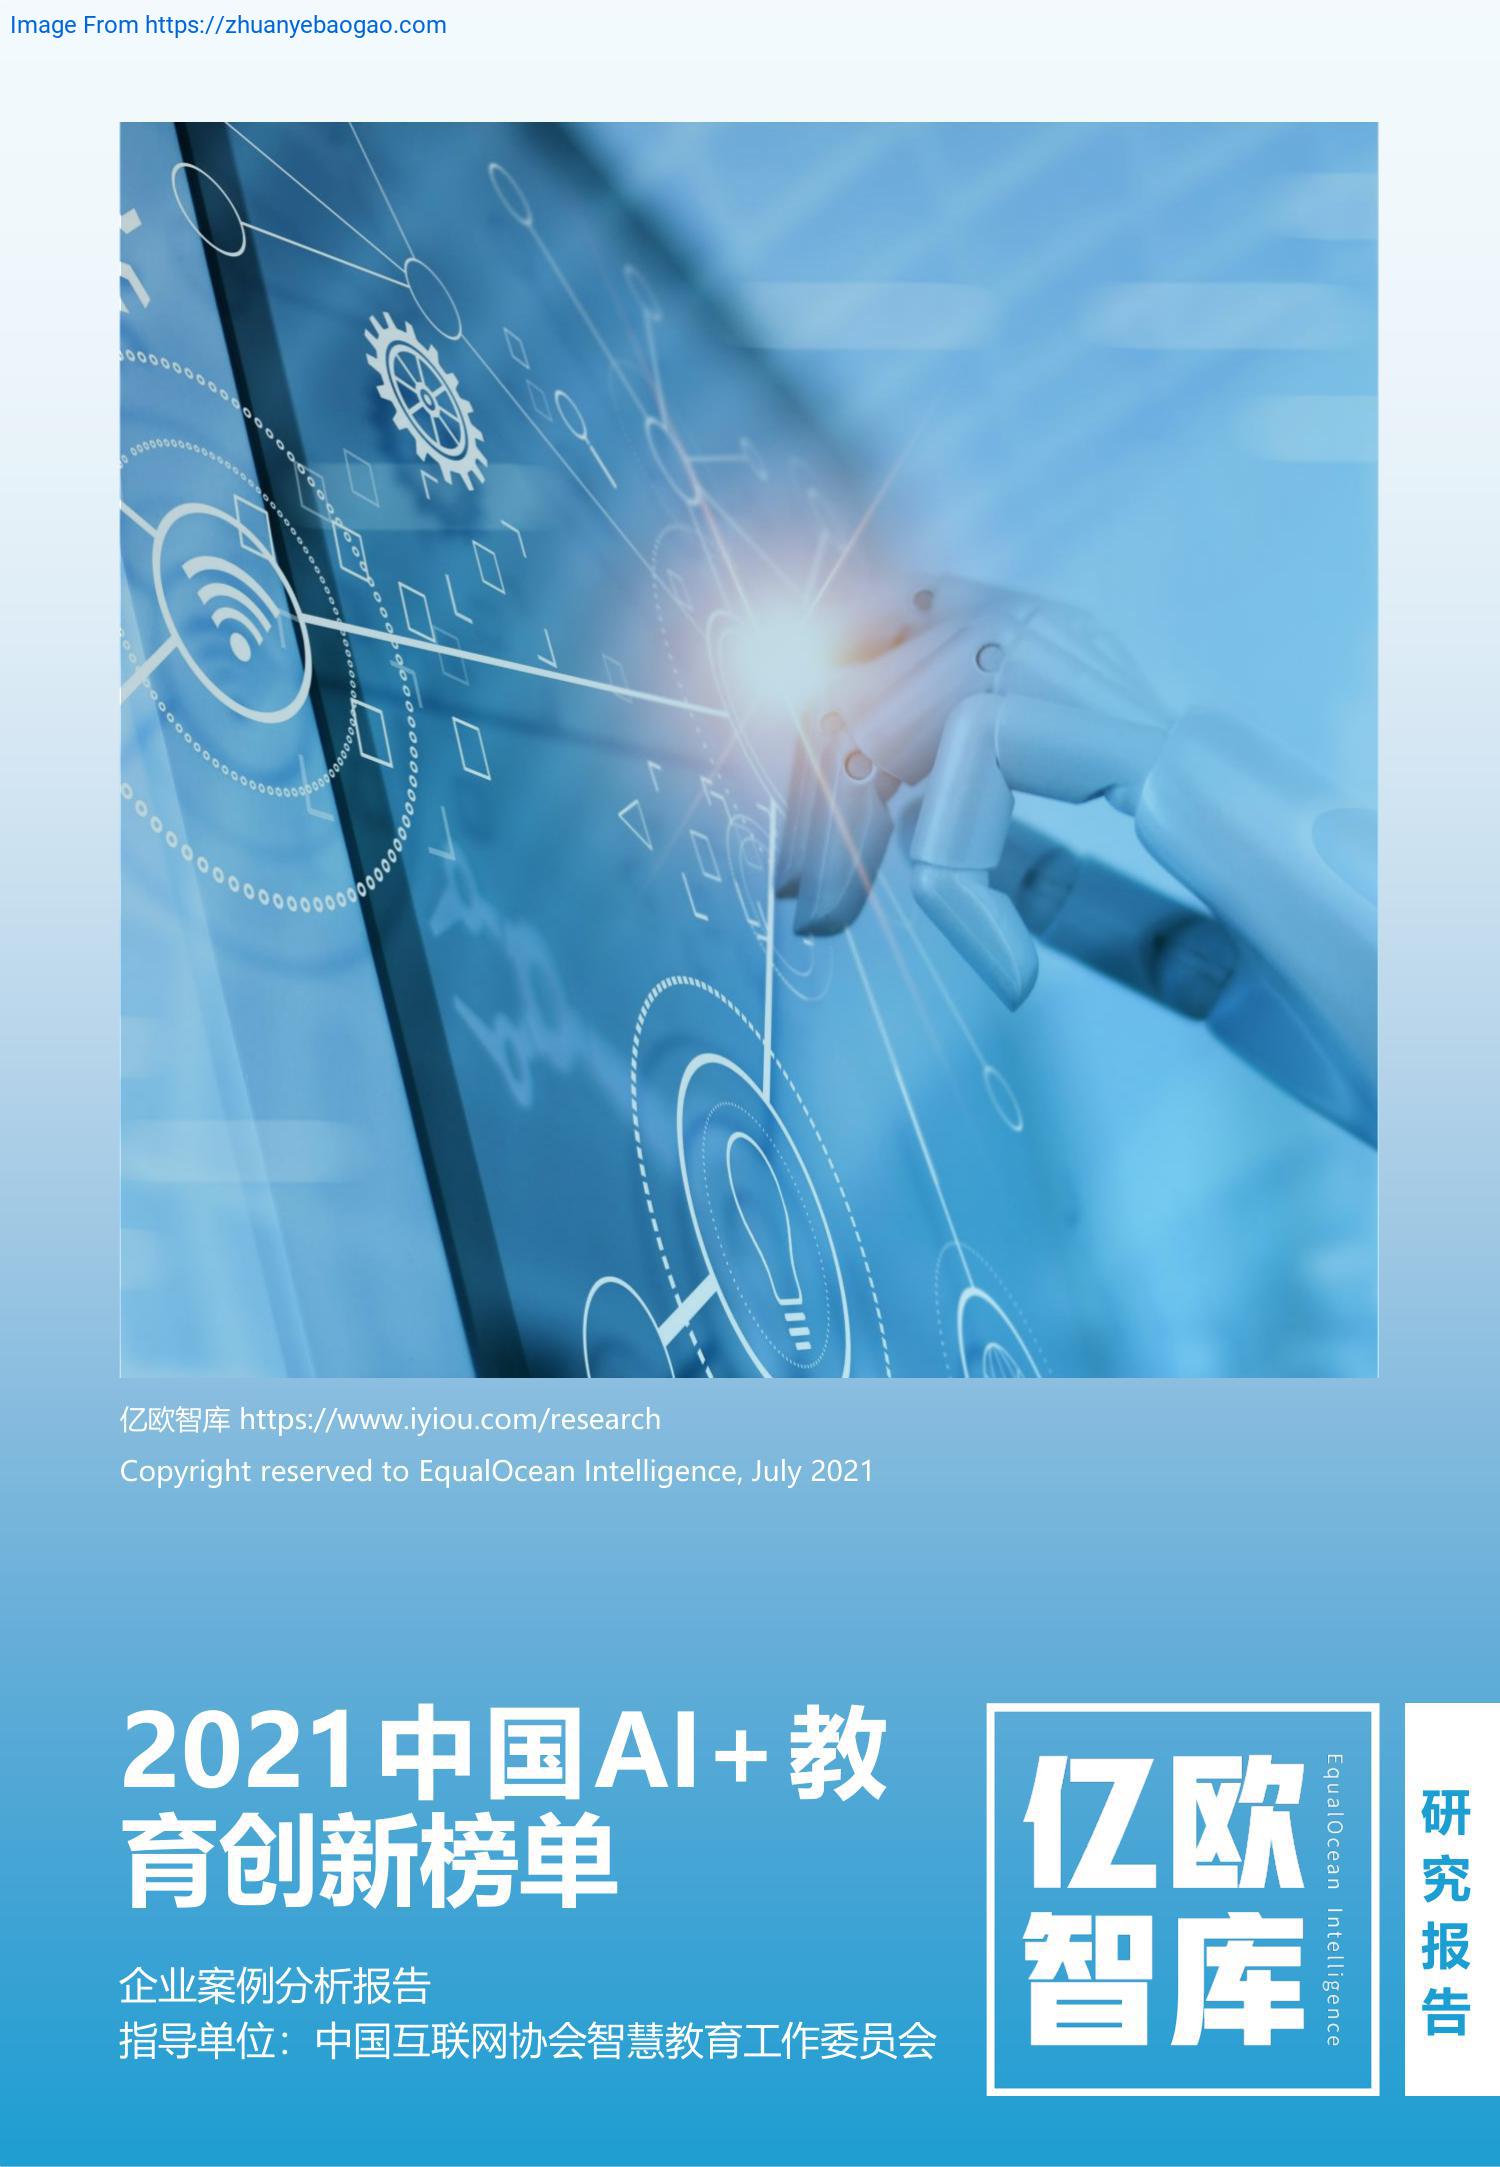 Image From https://zhuanyebaogao.com
亿欧智库 https://www.iyiou.com/research
Copyright reserved to EqualOcean Intelligence, July 2021
2021中国AI+教
育创新榜单
企业案例分析报告
指导单位：中国互联网协会智慧教育工作委员会
亿欧
智库
EqualOcean Intelligence
研究报告